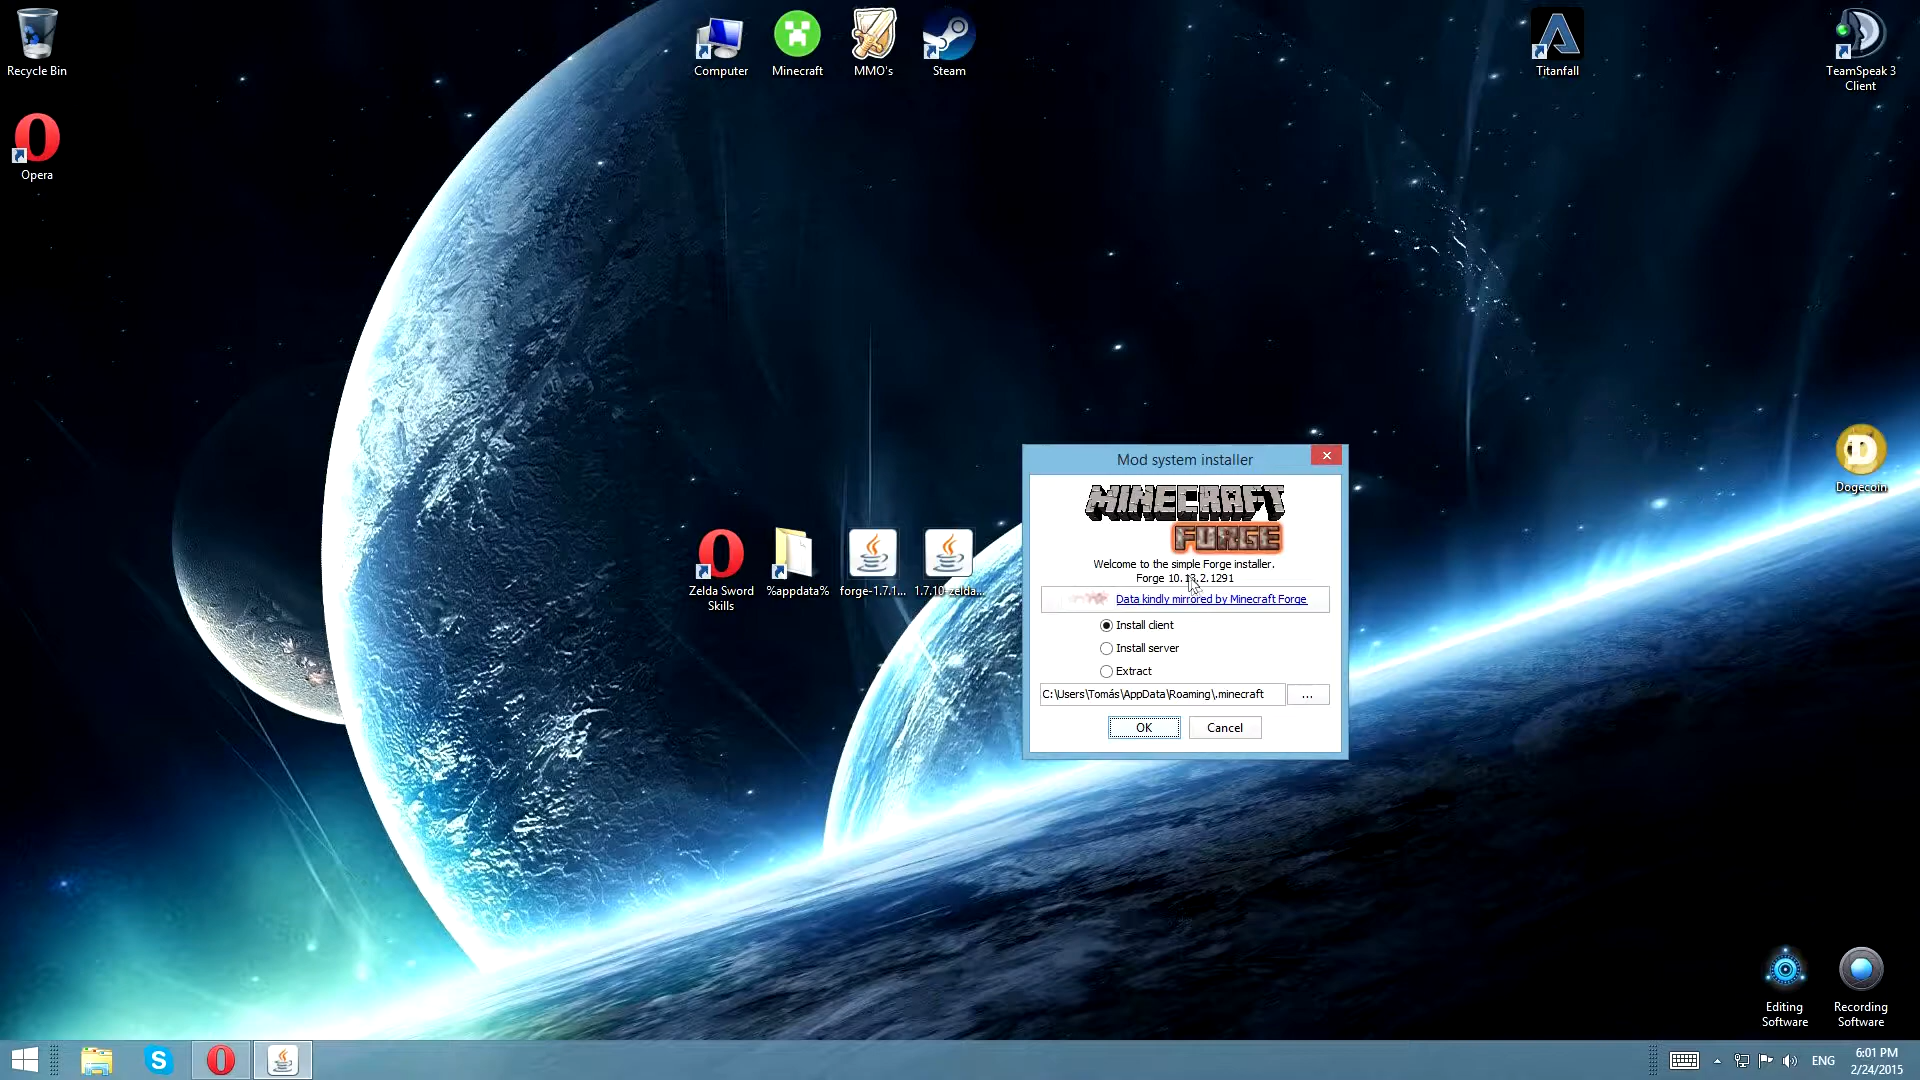 Recycle Bin
Computer
Minecraft
MMO's
Steam
Titanfall
TeamSpeak 3
Client
Opera
Dogecoin
Mod system installer
MINECRAFT
FORGE
Welcome to the simple Forge installer.
Forge 10.13.2.1291
Data kindly mirrored by Minecraft Forge
Install client
Install server
Extract
C:\Users\Tomás\AppData\Roaming\.minecraft
...
OK
Cancel
Zelda Sword
Skills
%appdata%
forge-1.7.1...
1.7.10-zelda...
Editing
Software
Recording
Software
ENG
6:01 PM
2/24/2015